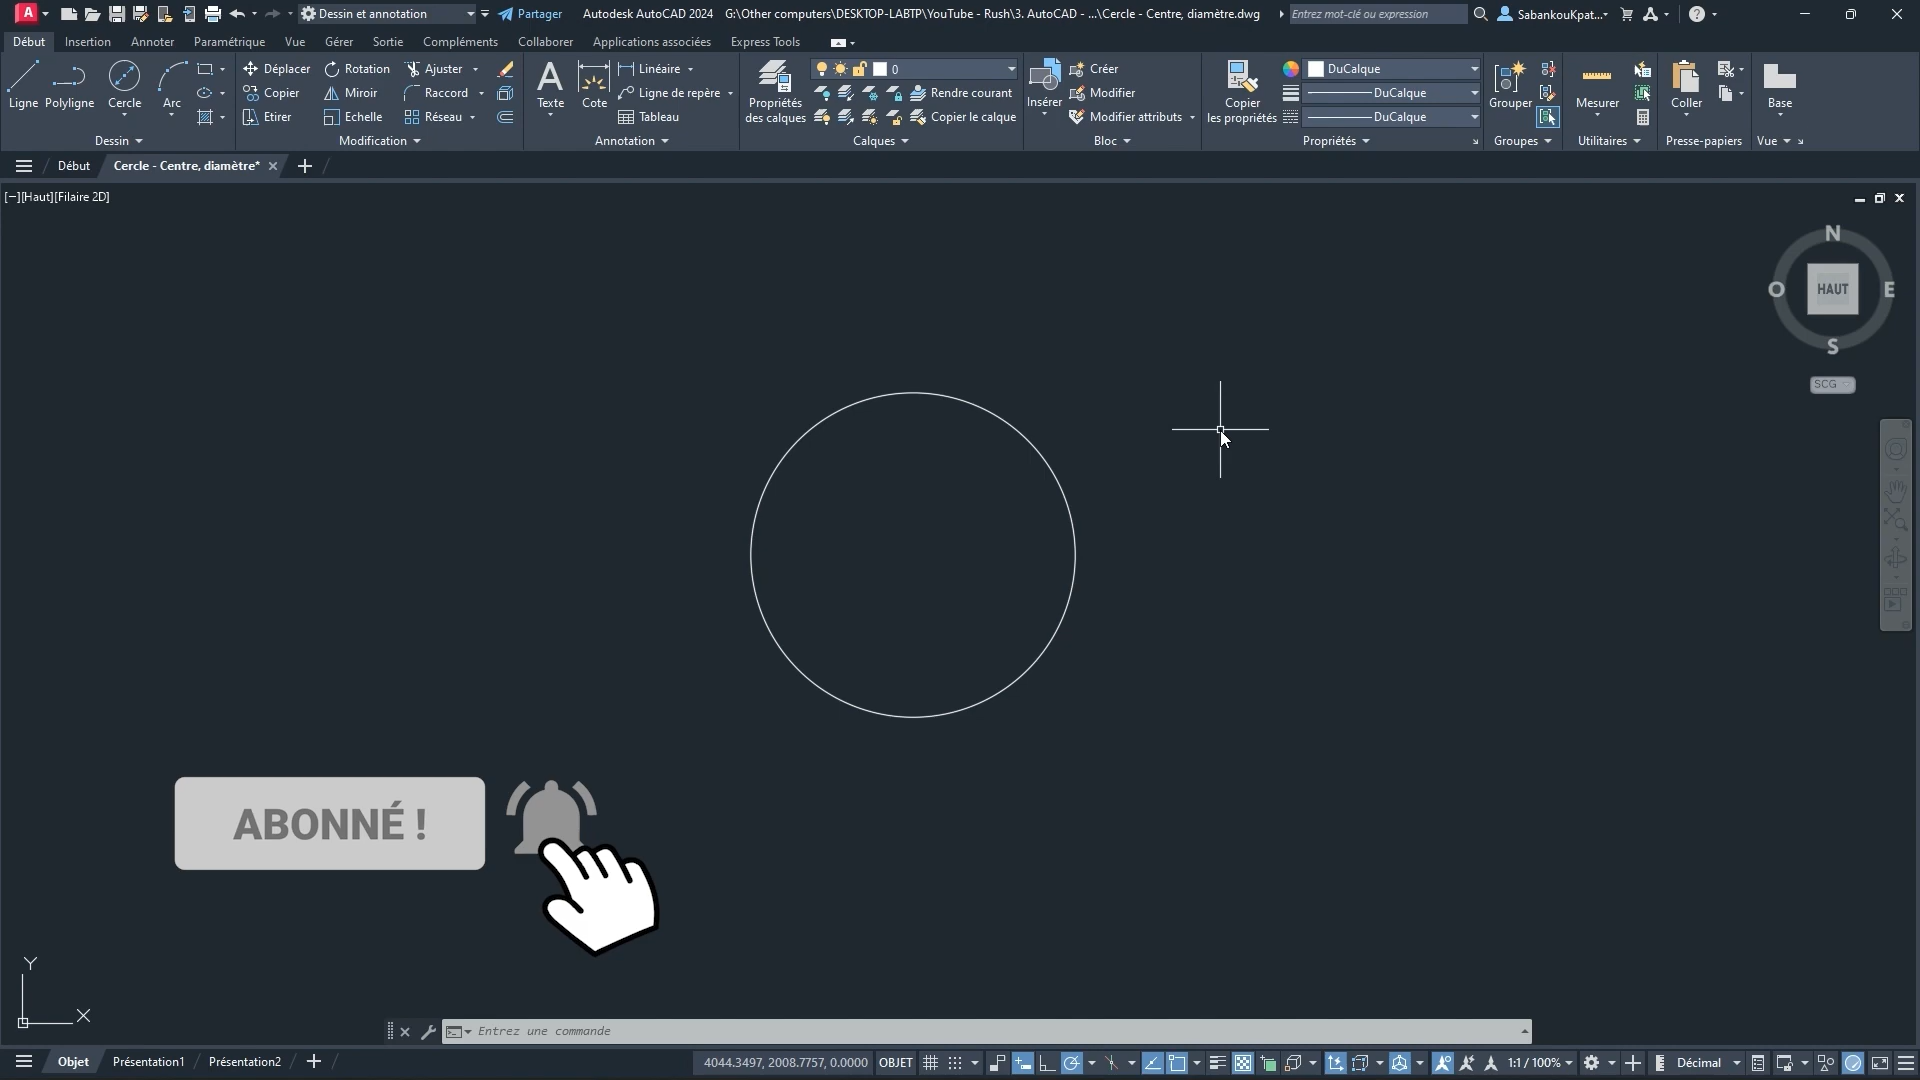 A Dessin et annotation Partager Autodesk AutoCAD 2024 G:\Other computers\DESKTOP-LABTP\YouTube - Rush\3. AutoCAD - ...\Cercle - Centre, diamètre.dwg Entrez mot-clé ou expression SabankouKpat... ?
Début Insertion Annoter Paramétrique Vue Gérer Sortie Compléments Collaborer Applications associées Express Tools
Déplacer Rotation Ajuster Linéaire 0 Créer DuCalque
Ligne Polyligne Cercle Arc Copier Miroir Raccord Texte Cote Ligne de repère Propriétés des calques Rendre courant Insérer Modifier Copier les propriétés DuCalque Grouper Mesurer Coller Base
Etirer Echelle Réseau Tableau Copier le calque Modifier attributs DuCalque
Dessin Modification Annotation Calques Bloc Propriétés Groupes Utilitaires Presse-papiers Vue
Début Cercle - Centre, diamètre*
[−][Haut][Filaire 2D]
N
O HAUT E
S
SCG
ABONNÉ !
Y
X
Entrez une commande
Objet Présentation1 Présentation2 4044.3497, 2008.7757, 0.0000 OBJET 1:1 / 100% Décimal